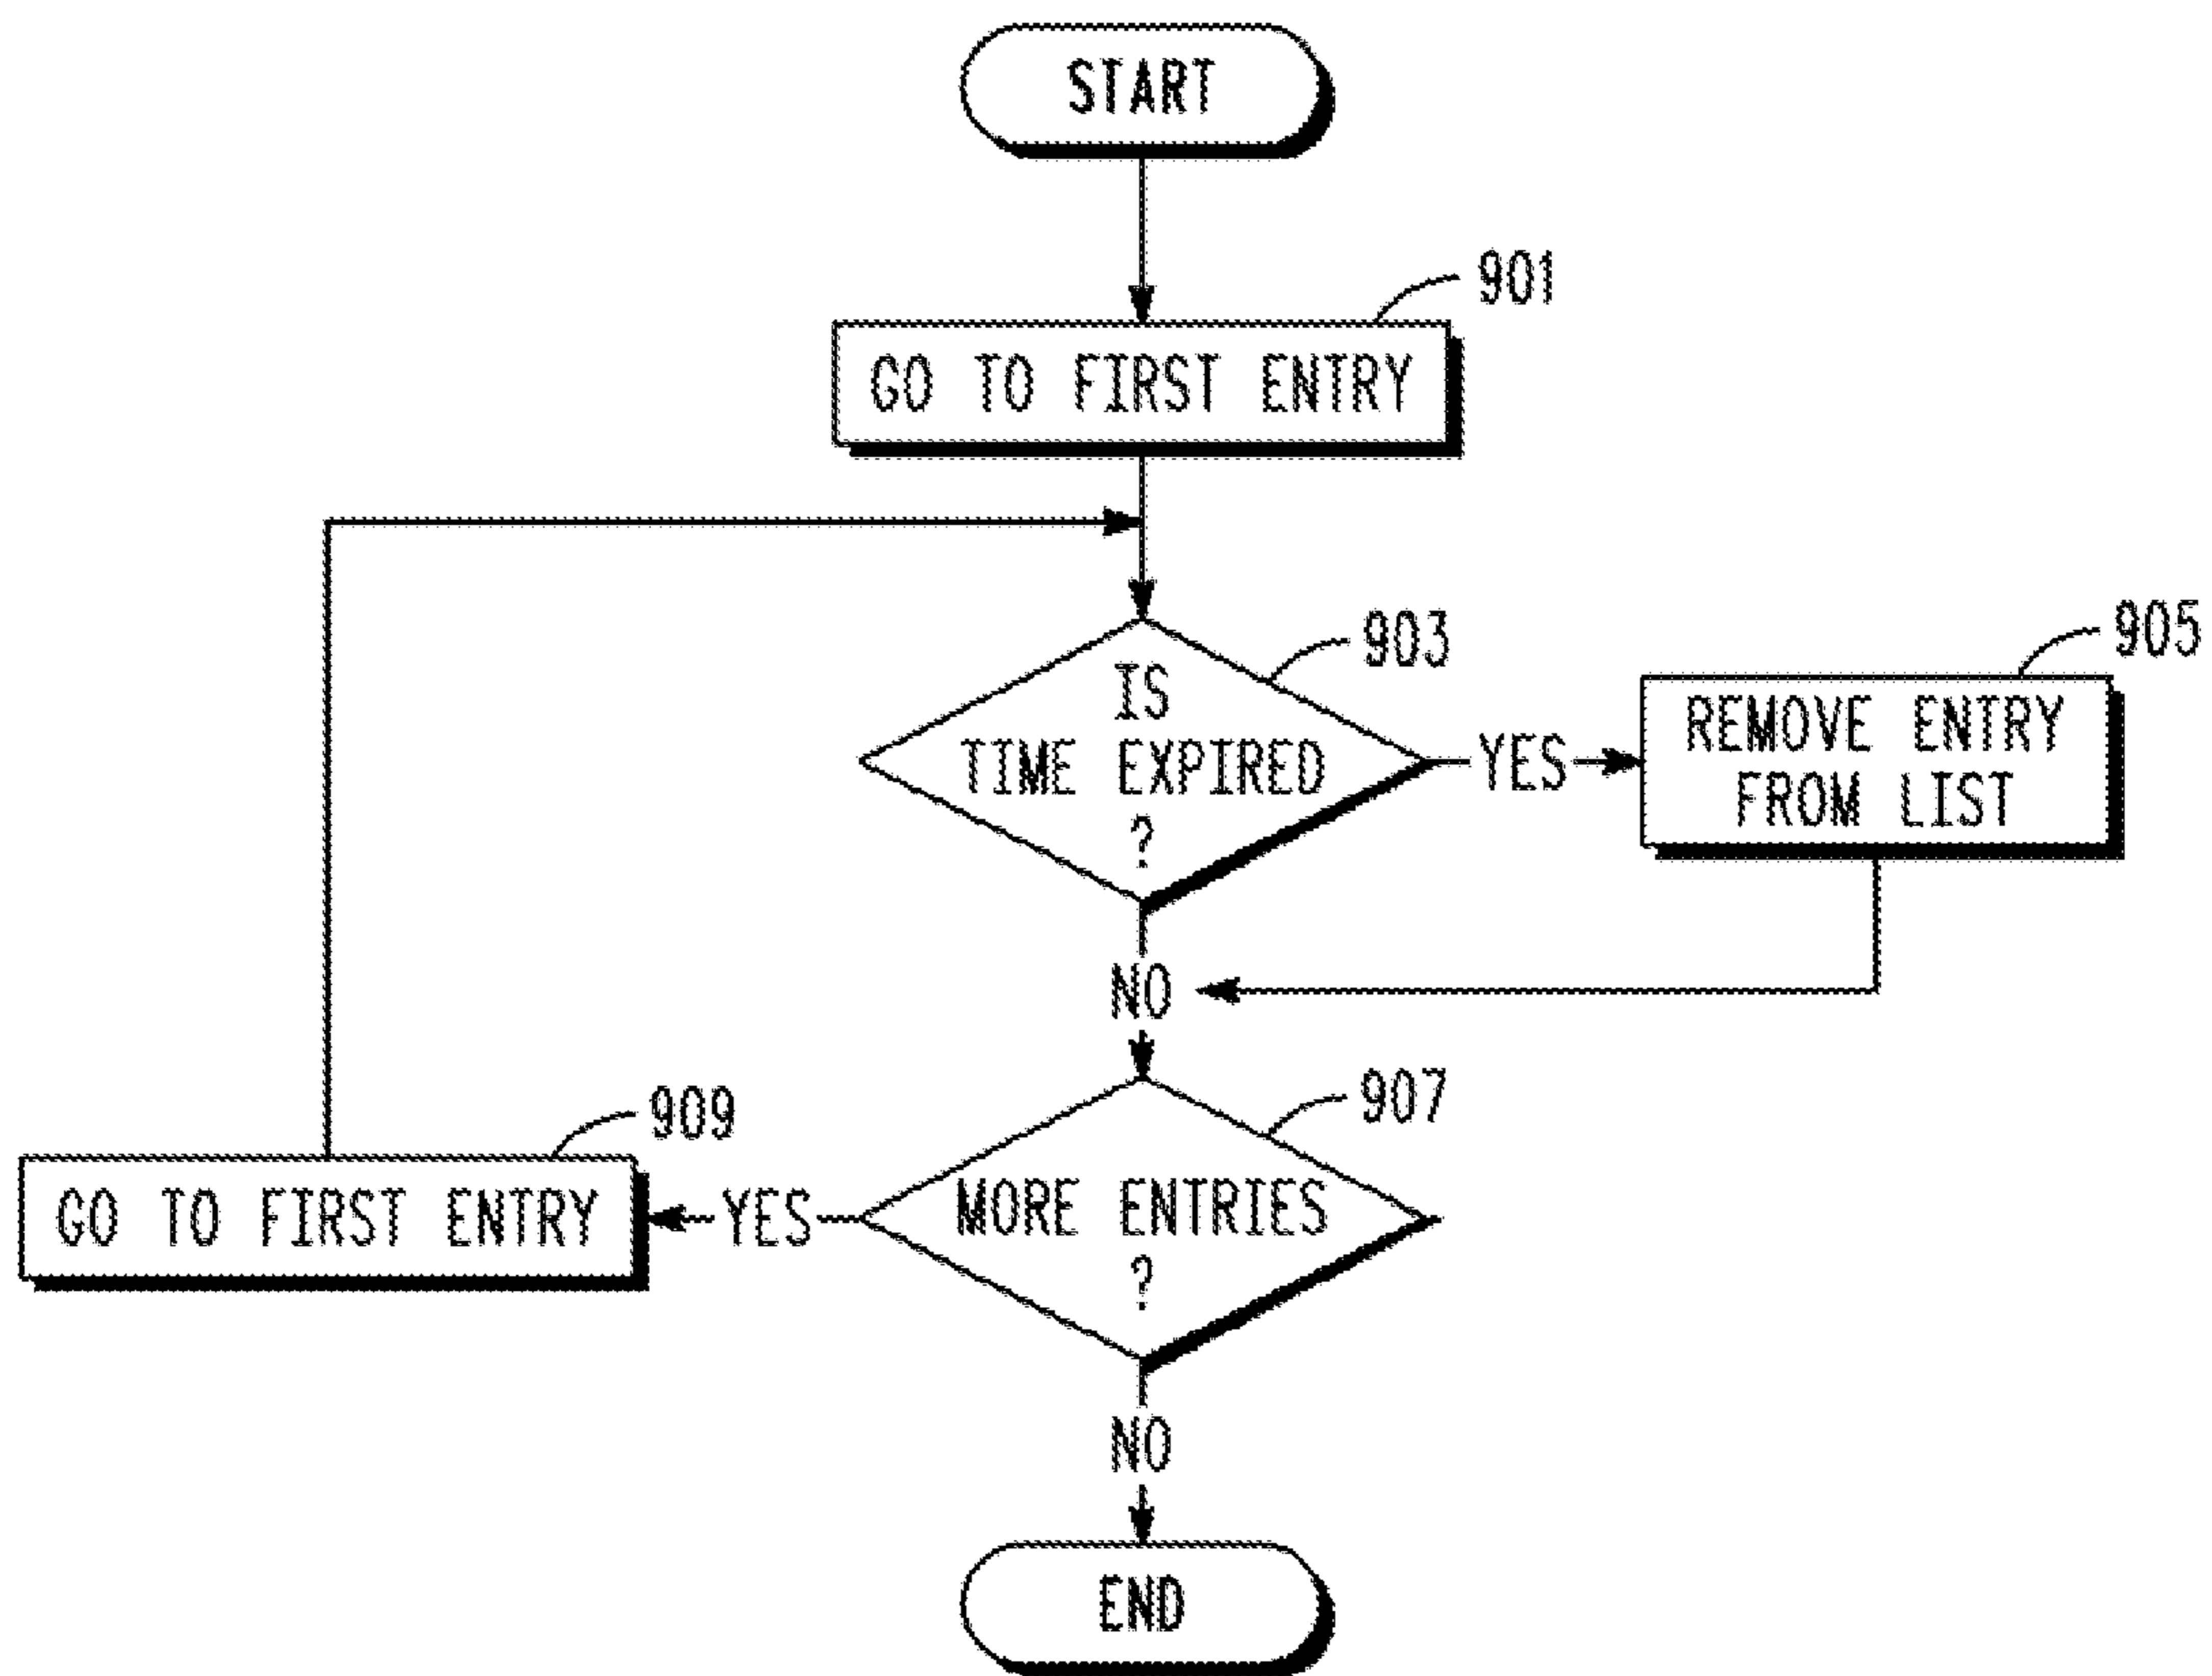 START
901
GO TO FIRST ENTRY
903
905
IS
TIME EXPIRED
?
YES
REMOVE ENTRY
FROM LIST
NO
907
909
GO TO FIRST ENTRY
YES
MORE ENTRIES
?
NO
END